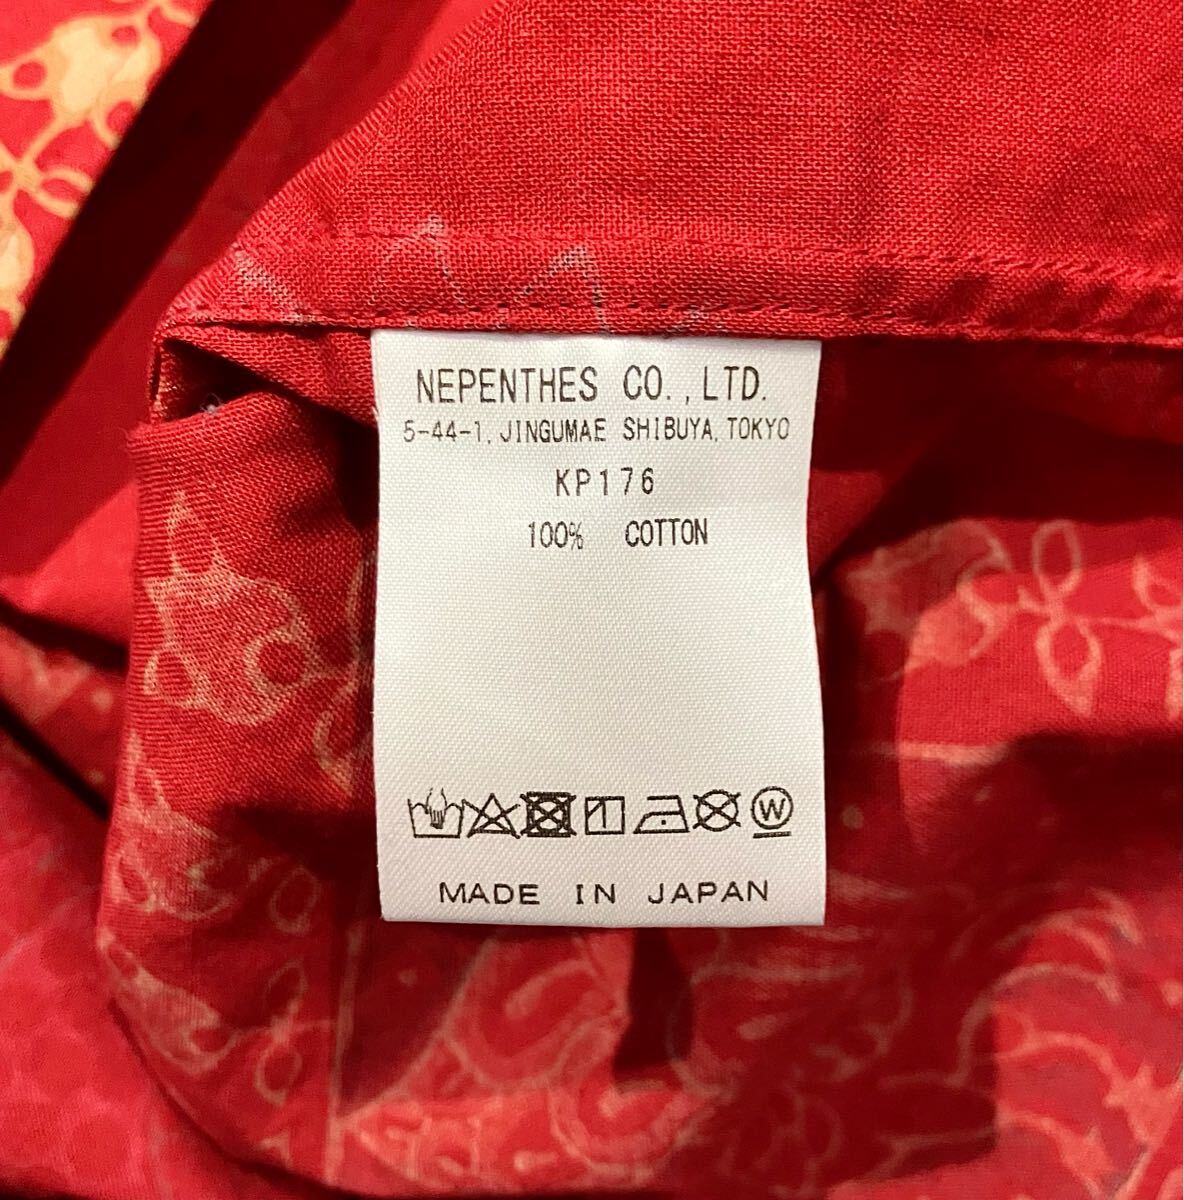 NEPENTHES CO.,LTD.
5-44-1, JINGUMAE SHIBUYA, TOKYO
KP176
100% COTTON
W
MADE IN JAPAN